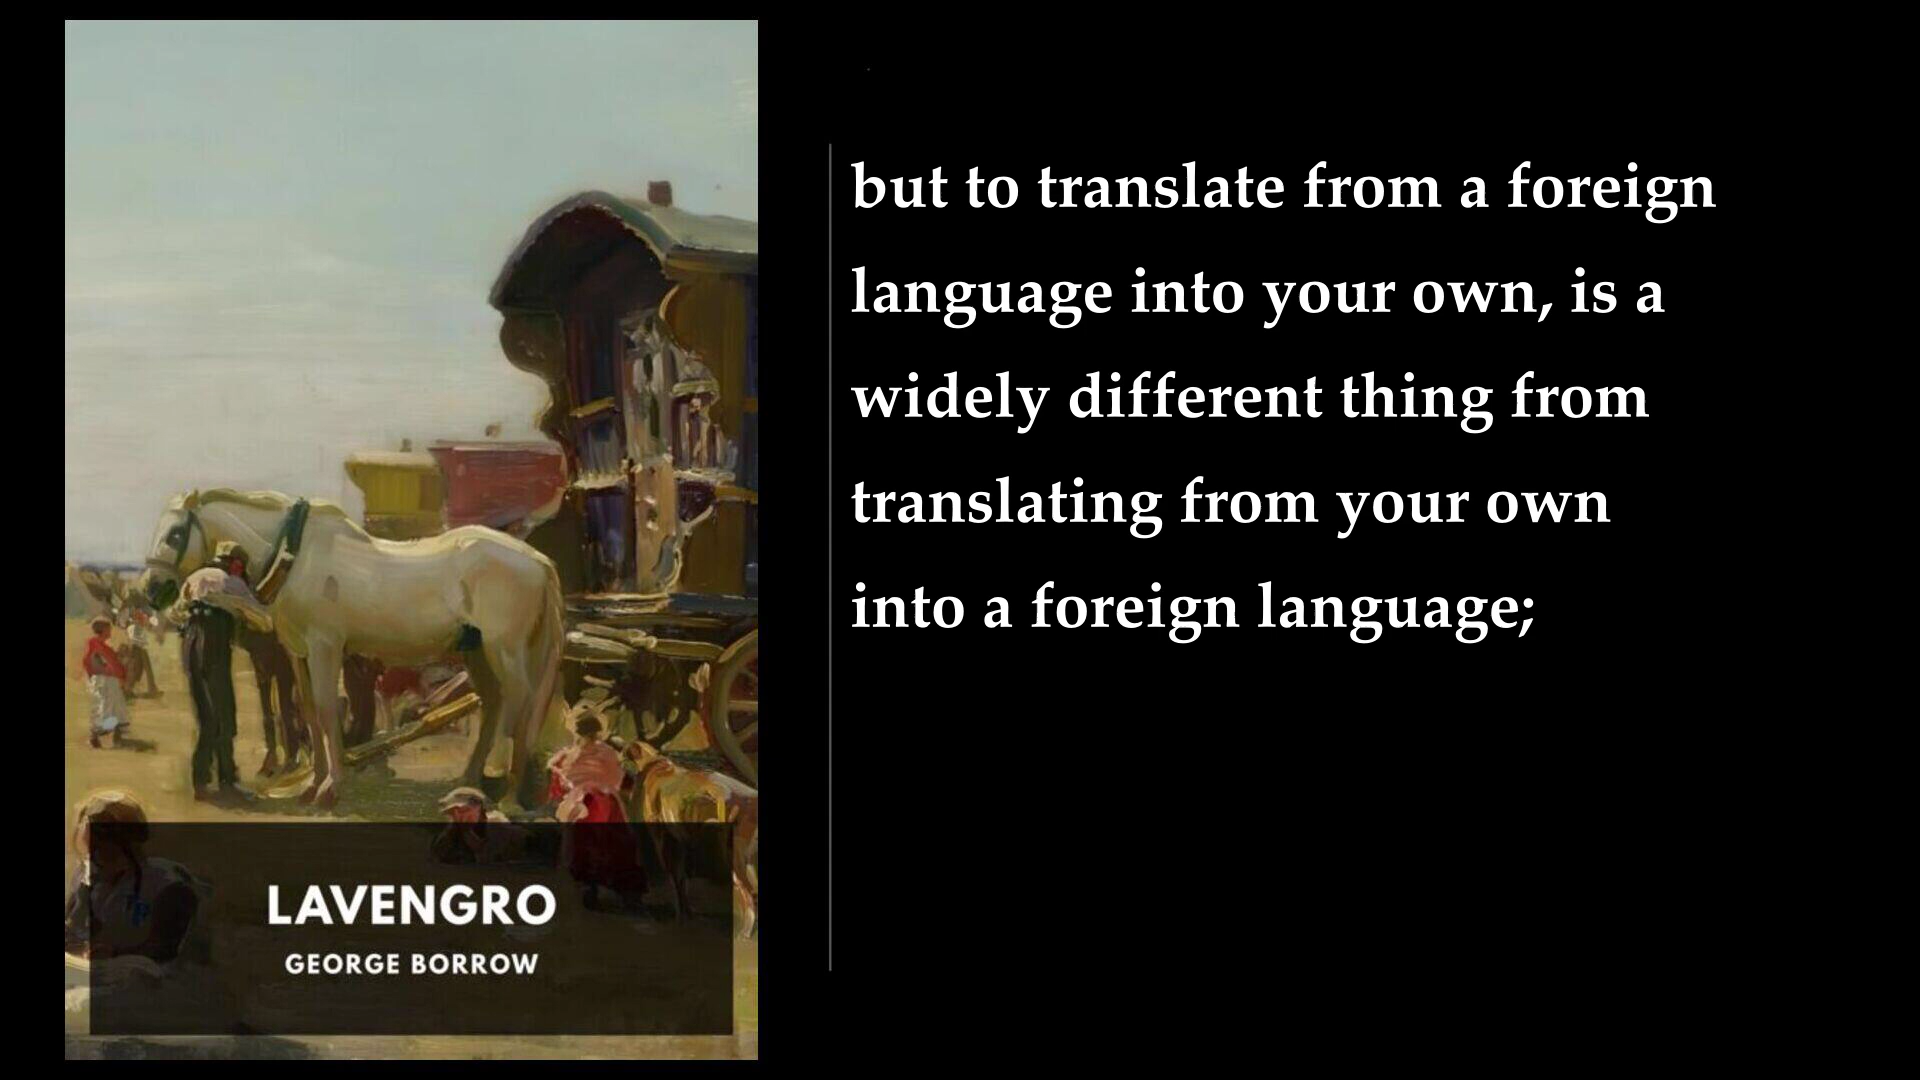 LAVENGRO
GEORGE BORROW
but to translate from a foreign
language into your own, is a
widely different thing from
translating from your own
into a foreign language;